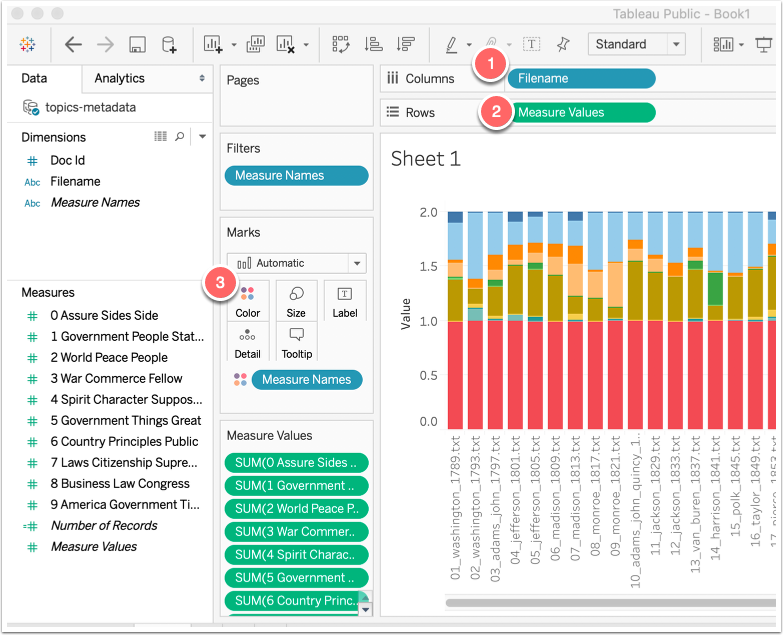 Tableau Public - Book1
Standard
Data
Analytics
topics-metadata
Dimensions
Doc Id
Abc Filename
Abc Measure Names
Measures
0 Assure Sides Side
1 Government People Stat...
2 World Peace People
3 War Commerce Fellow
4 Spirit Character Suppos...
5 Government Things Great
6 Country Principles Public
7 Laws Citizenship Supre...
8 Business Law Congress
9 America Government Ti...
Number of Records
Measure Values
Pages
Filters
Measure Names
Marks
Automatic
3
Color
Size
Label
Detail
Tooltip
Measure Names
Measure Values
SUM(0 Assure Sides ..
SUM(1 Government ..
SUM(2 World Peace P..
SUM(3 War Commer..
SUM(4 Spirit Charac..
SUM(5 Government ..
SUM(6 Country Princ..
1
Columns
Filename
2
Rows
Measure Values
Sheet 1
Value
2.0
1.5
1.0
0.5
0.0
01_washington_1789.txt
02_washington_1793.txt
03_adams_john_1797.txt
04_jefferson_1801.txt
05_jefferson_1805.txt
06_madison_1809.txt
07_madison_1813.txt
08_monroe_1817.txt
09_monroe_1821.txt
10_adams_john_quincy_1..
11_jackson_1829.txt
12_jackson_1833.txt
13_van_buren_1837.txt
14_harrison_1841.txt
15_polk_1845.txt
16_taylor_1849.txt